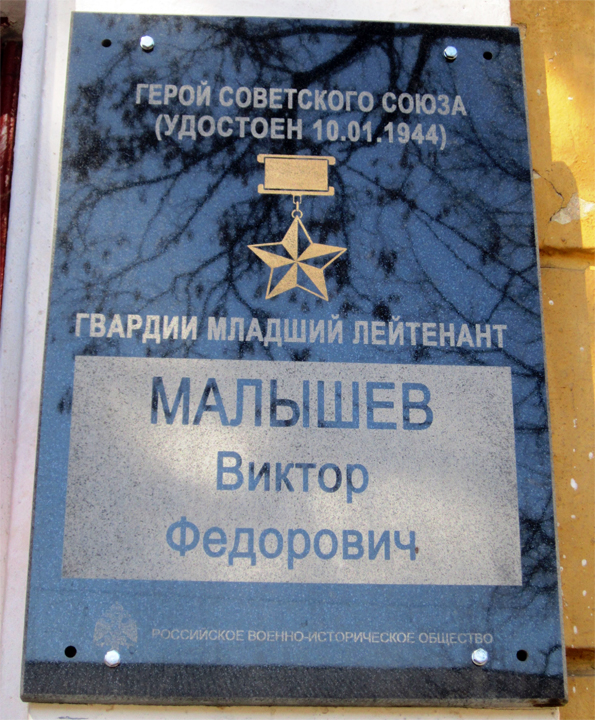 ГЕРОЙ СОВЕТСКОГО СОЮЗА
(УДОСТОЕН 10.01.1944)
ГВАРДИИ МЛАДШИЙ ЛЕЙТЕНАНТ
МАЛЫШЕВ
Виктор
Федорович
РОССИЙСКОЕ ВОЕННО-ИСТОРИЧЕСКОЕ ОБЩЕСТВО